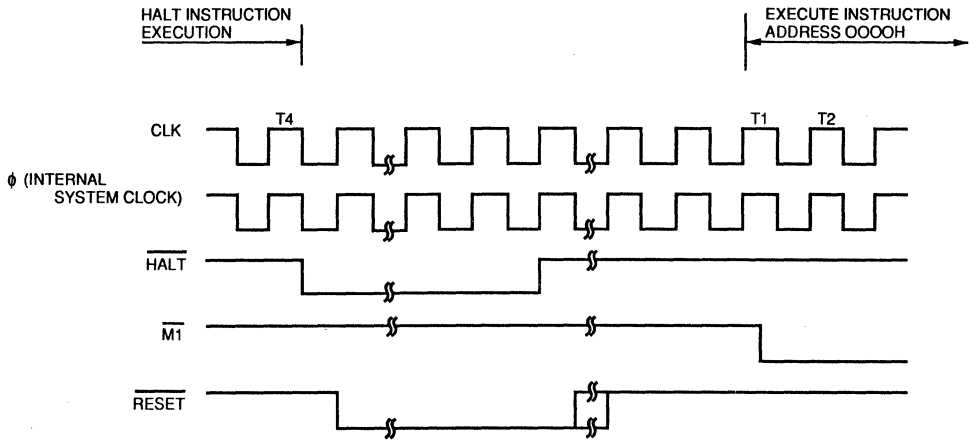 HALT INSTRUCTION
EXECUTION
EXECUTE INSTRUCTION
ADDRESS OOOOH
T4
T1
T2
CLK
ϕ (INTERNAL
SYSTEM CLOCK)
HALT
M1
RESET